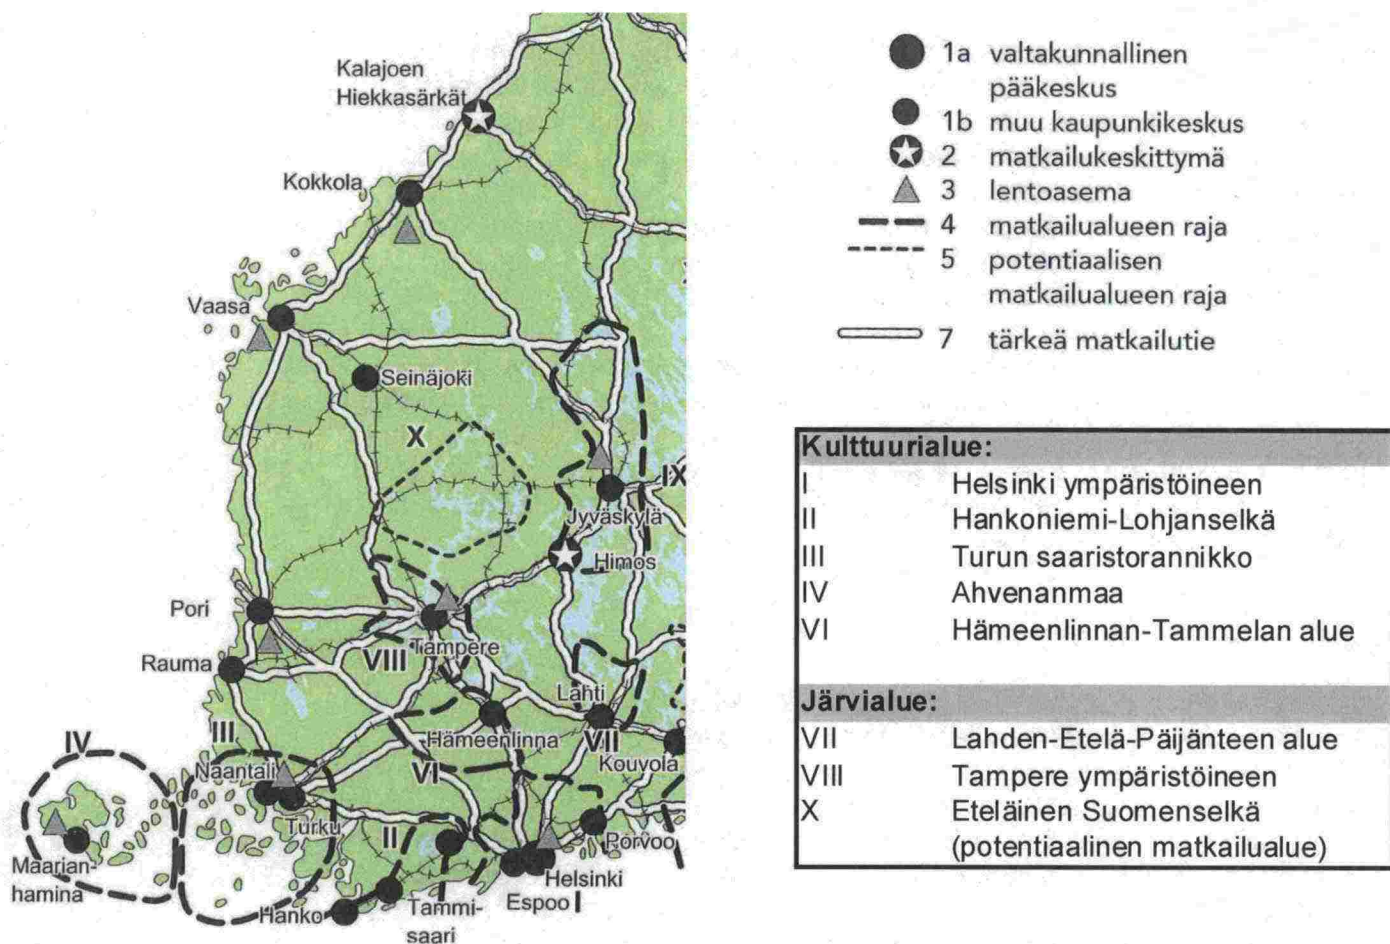 Kalajoen
Hiekkasärkät
Kokkola
Vaasa
Seinäjoki
X
IX
Jyväskylä
Himos
Pori
Tampere
VIII
Rauma
Lahti
IV
III
Hämeenlinna
VII
Naantali
VI
Kouvola
Turku
II
Porvoo
Maarian-
hamina
Helsinki
Espoo
I
Hanko
Tammi-
saari
1a valtakunnallinen
pääkeskus
1b muu kaupunkikeskus
2 matkailukeskittymä
3 lentoasema
4 matkailualueen raja
5 potentiaalisen
matkailualueen raja
7 tärkeä matkailutie
Kulttuurialue:
I Helsinki ympäristöineen
II Hankoniemi-Lohjanselkä
III Turun saaristorannikko
IV Ahvenanmaa
VI Hämeenlinnan-Tammelan alue
Järvialue:
VII Lahden-Etelä-Päijänteen alue
VIII Tampere ympäristöineen
X Eteläinen Suomenselkä
(potentiaalinen matkailualue)